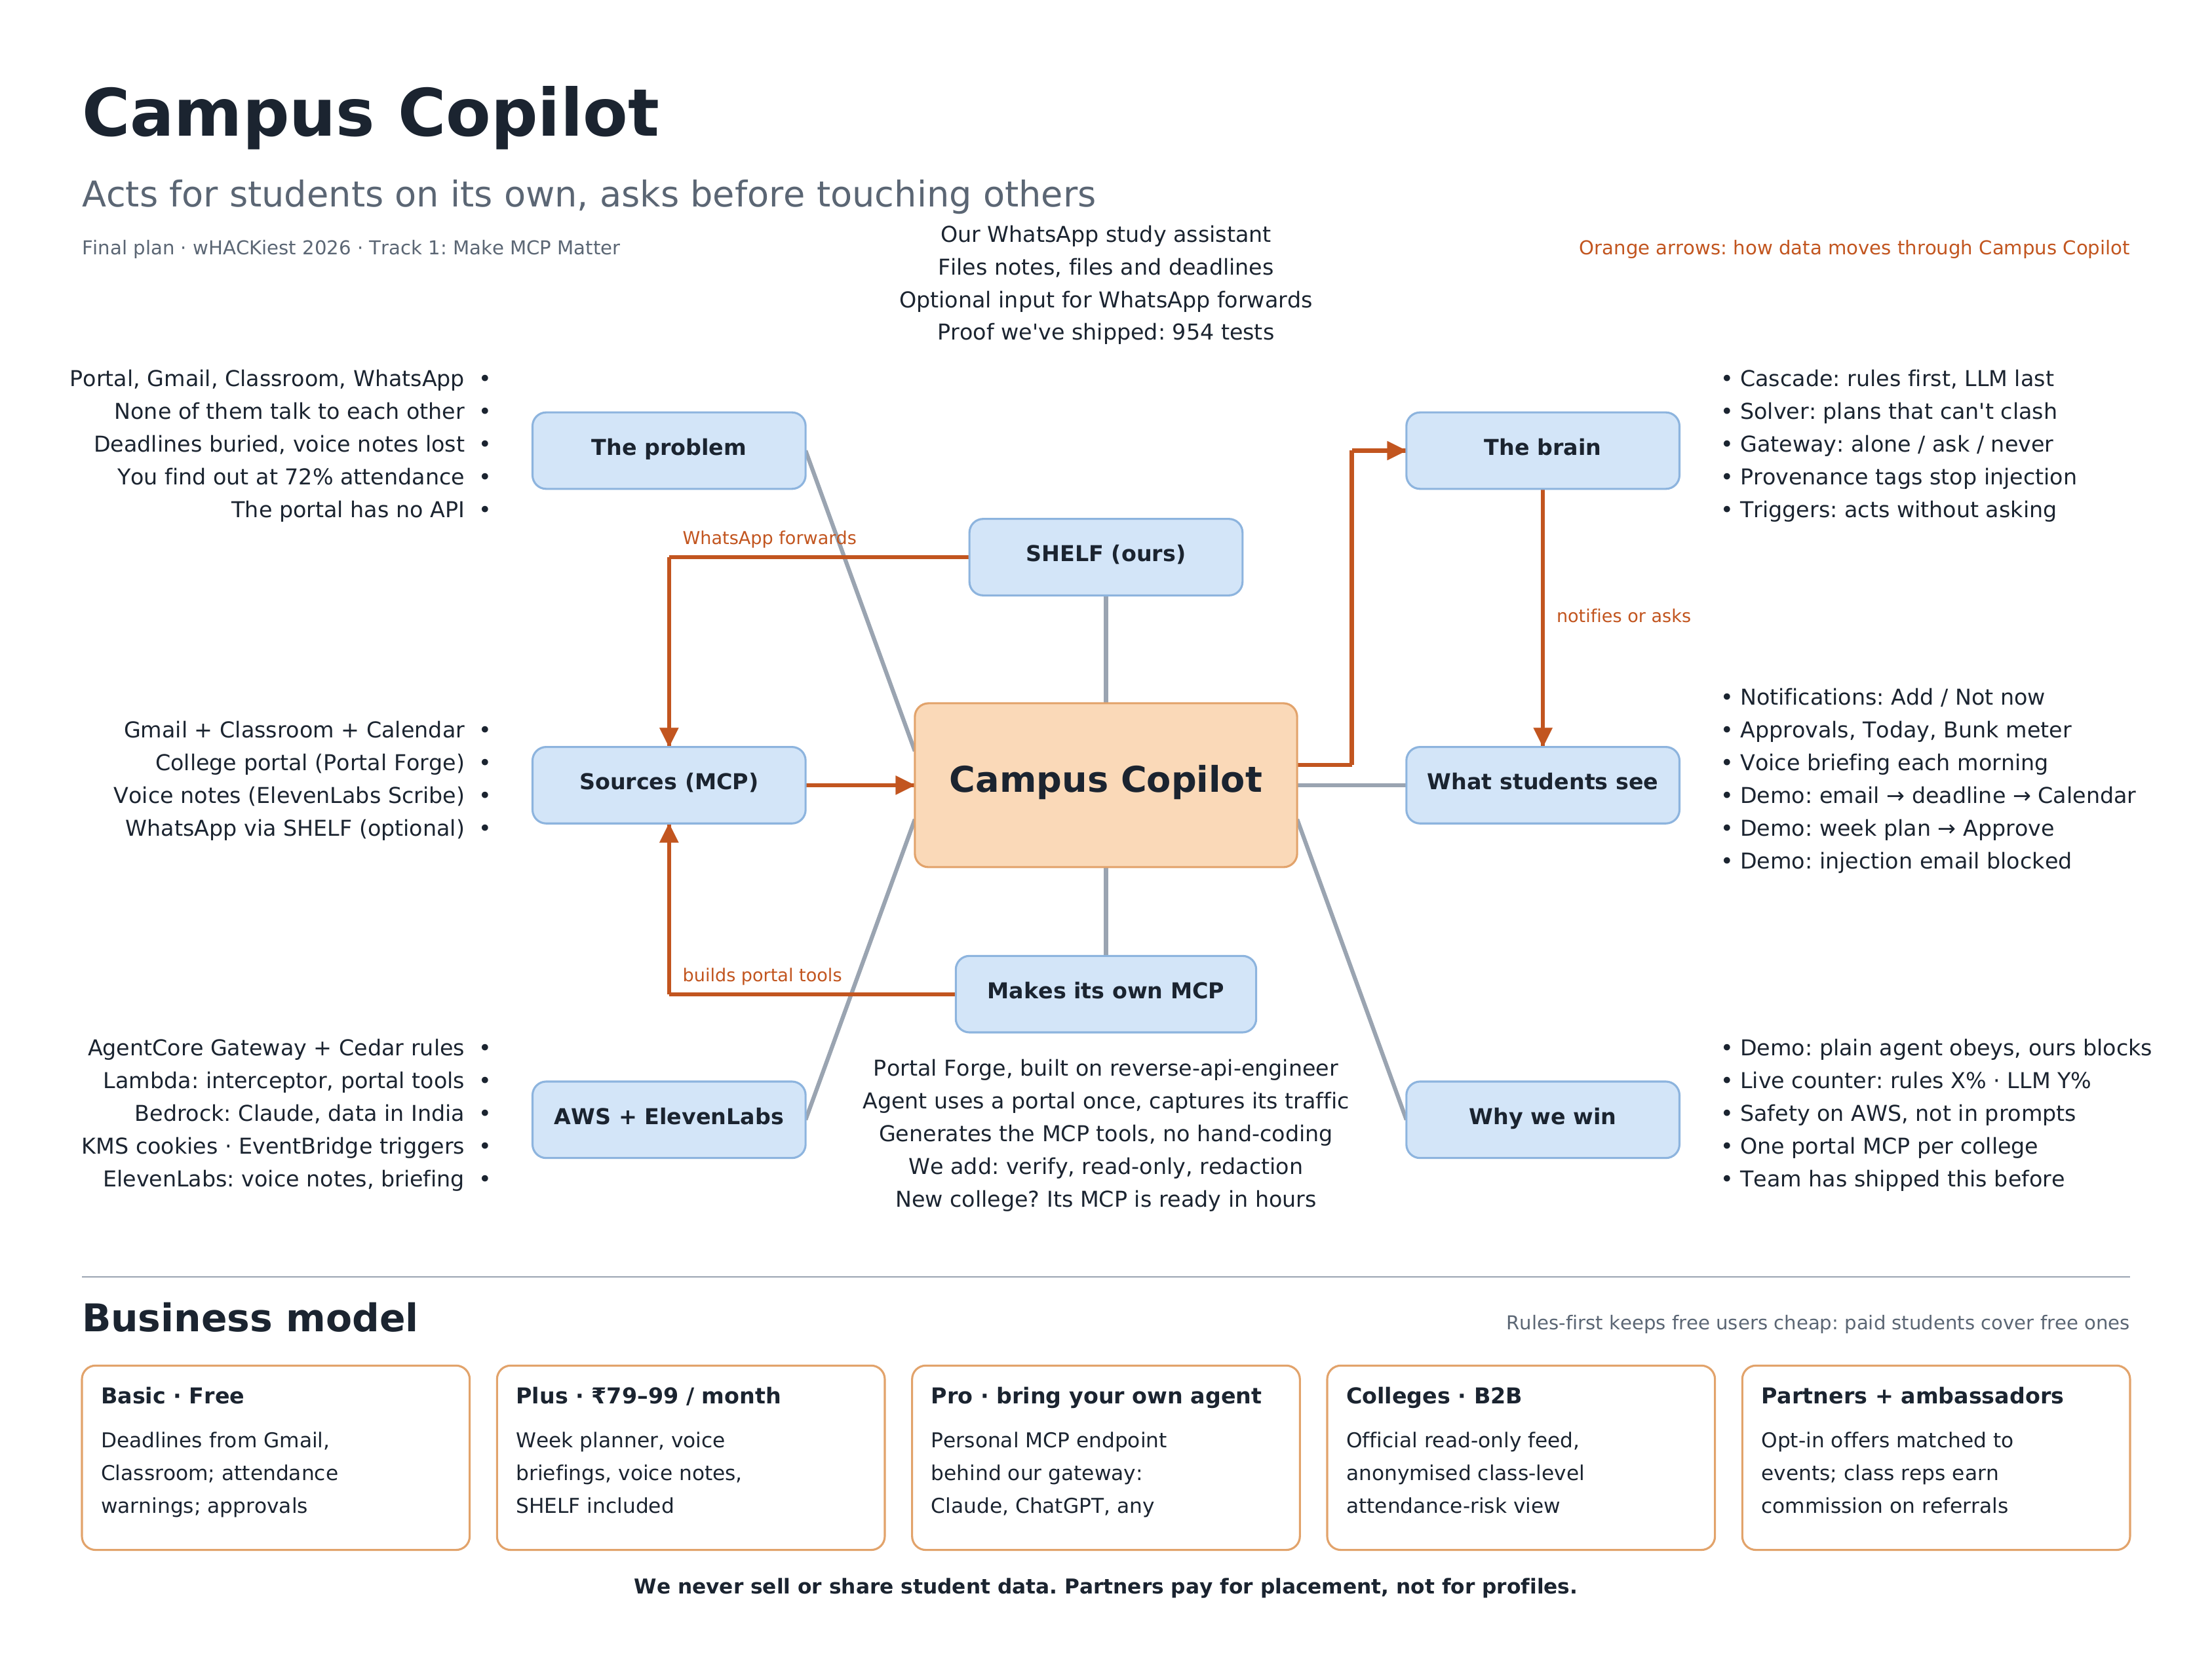 Campus Copilot
Acts for students on its own, asks before touching others
Final plan · wHACKiest 2026 · Track 1: Make MCP Matter
Orange arrows: how data moves through Campus Copilot
Our WhatsApp study assistant
Files notes, files and deadlines
Optional input for WhatsApp forwards
Proof we've shipped: 954 tests
Portal, Gmail, Classroom, WhatsApp •
None of them talk to each other •
Deadlines buried, voice notes lost •
You find out at 72% attendance •
The portal has no API •
The problem
The brain
• Cascade: rules first, LLM last
• Solver: plans that can't clash
• Gateway: alone / ask / never
• Provenance tags stop injection
• Triggers: acts without asking
WhatsApp forwards
SHELF (ours)
notifies or asks
Gmail + Classroom + Calendar •
College portal (Portal Forge) •
Voice notes (ElevenLabs Scribe) •
WhatsApp via SHELF (optional) •
Sources (MCP)
Campus Copilot
What students see
• Notifications: Add / Not now
• Approvals, Today, Bunk meter
• Voice briefing each morning
• Demo: email → deadline → Calendar
• Demo: week plan → Approve
• Demo: injection email blocked
builds portal tools
Makes its own MCP
AgentCore Gateway + Cedar rules •
Lambda: interceptor, portal tools •
Bedrock: Claude, data in India •
KMS cookies · EventBridge triggers •
ElevenLabs: voice notes, briefing •
AWS + ElevenLabs
Portal Forge, built on reverse-api-engineer
Agent uses a portal once, captures its traffic
Generates the MCP tools, no hand-coding
We add: verify, read-only, redaction
New college? Its MCP is ready in hours
Why we win
• Demo: plain agent obeys, ours blocks
• Live counter: rules X% · LLM Y%
• Safety on AWS, not in prompts
• One portal MCP per college
• Team has shipped this before
Business model
Rules-first keeps free users cheap: paid students cover free ones
Basic · Free
Deadlines from Gmail,
Classroom; attendance
warnings; approvals
Plus · ₹79–99 / month
Week planner, voice
briefings, voice notes,
SHELF included
Pro · bring your own agent
Personal MCP endpoint
behind our gateway:
Claude, ChatGPT, any
Colleges · B2B
Official read-only feed,
anonymised class-level
attendance-risk view
Partners + ambassadors
Opt-in offers matched to
events; class reps earn
commission on referrals
We never sell or share student data. Partners pay for placement, not for profiles.